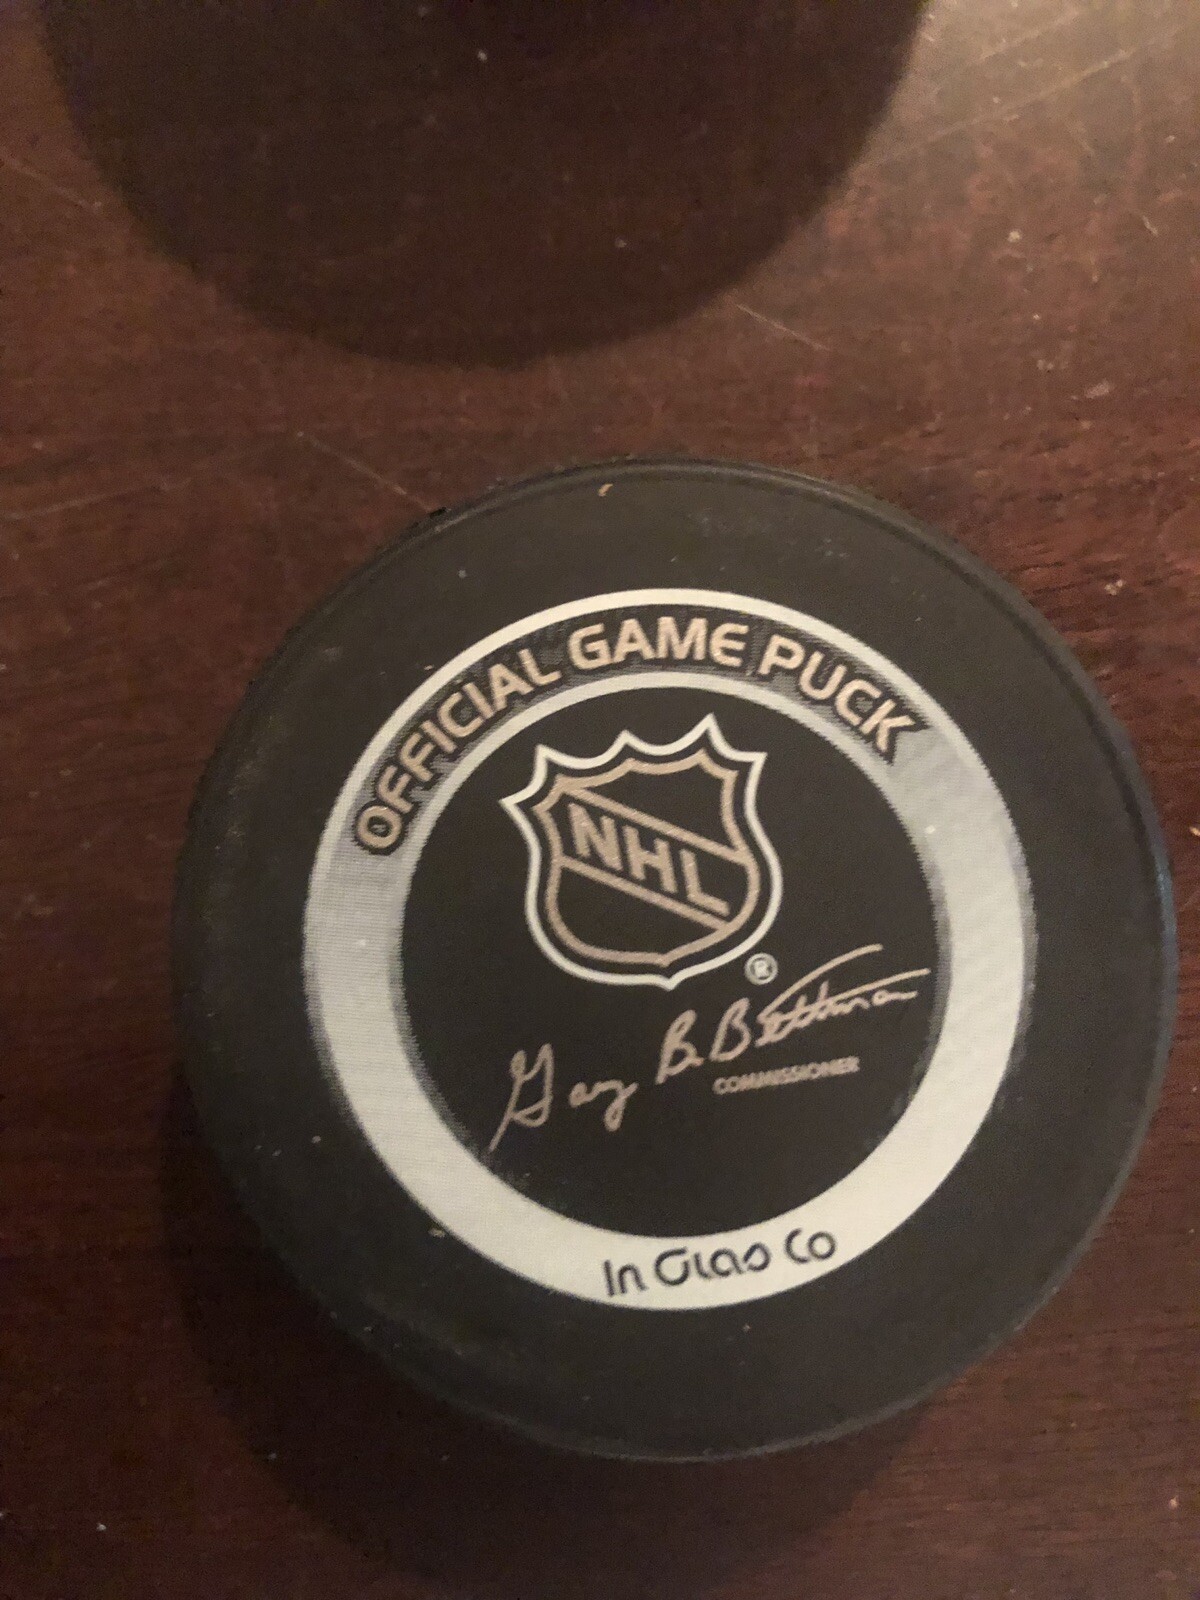 OFFICIAL GAME PUCK
NHL
®
Gary B. Bettman
COMMISSIONER
In Glas Co